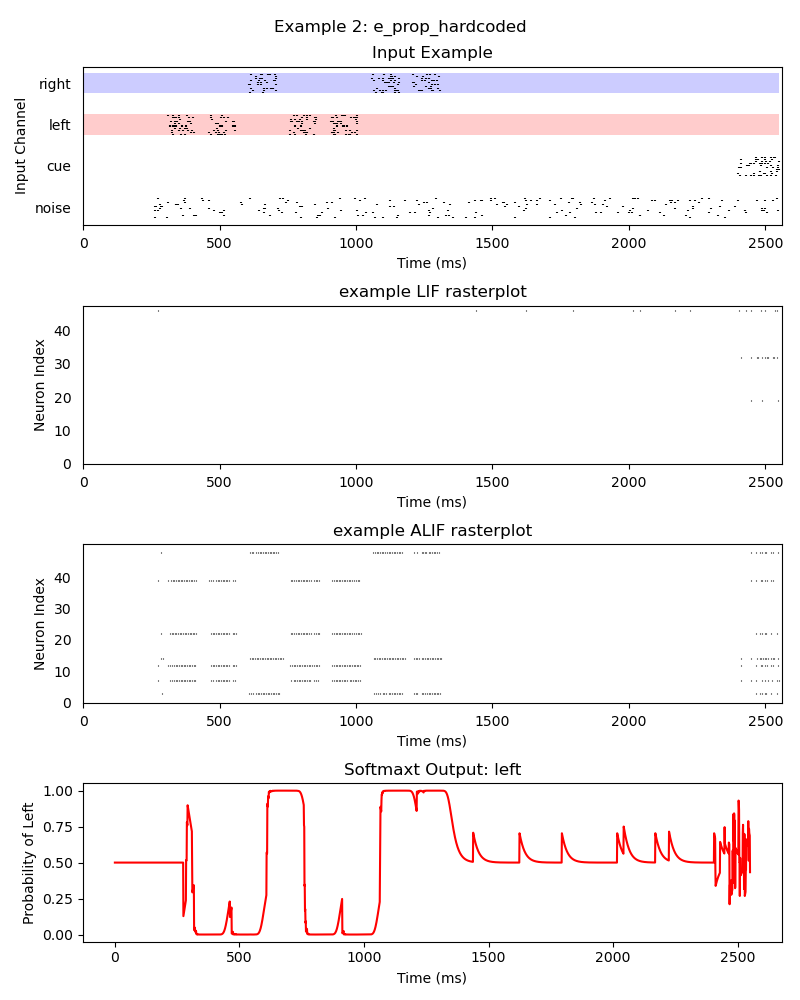 Example 2: e_prop_hardcoded
Input Example
right
left
cue
noise
Input Channel
0 500 1000 1500 2000 2500
Time (ms)
example LIF rasterplot
40
30
20
10
0
Neuron Index
0 500 1000 1500 2000 2500
Time (ms)
example ALIF rasterplot
40
30
20
10
0
Neuron Index
0 500 1000 1500 2000 2500
Time (ms)
Softmaxt Output: left
1.00
0.75
0.50
0.25
0.00
Probability of Left
0 500 1000 1500 2000 2500
Time (ms)